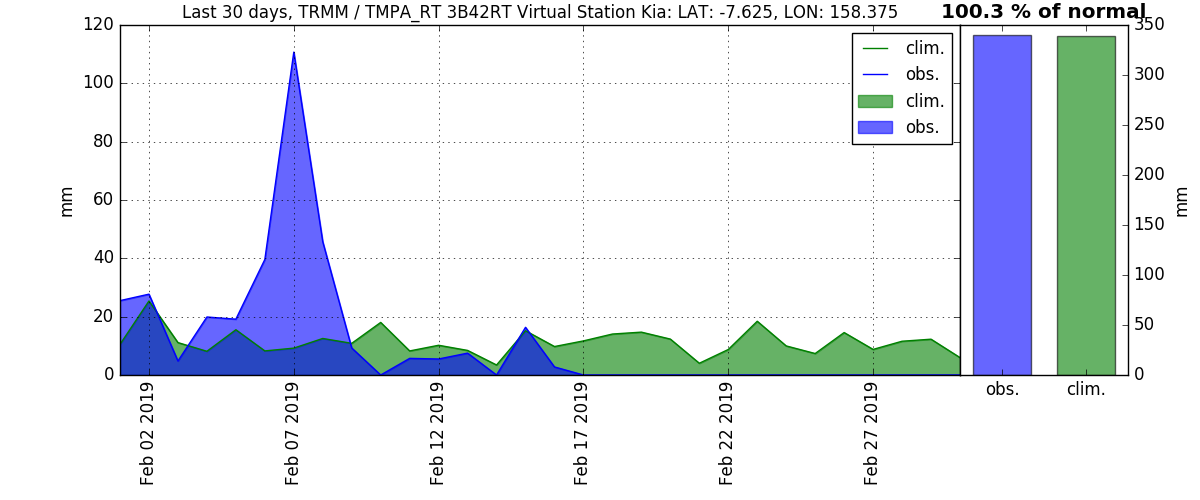 Last 30 days, TRMM / TMPA_RT 3B42RT Virtual Station Kia: LAT: -7.625, LON: 158.375
100.3 % of normal
120
100
80
60
40
20
0
mm
clim.
obs.
clim.
obs.
Feb 02 2019
Feb 07 2019
Feb 12 2019
Feb 17 2019
Feb 22 2019
Feb 27 2019
350
300
250
200
150
100
50
0
mm
obs.
clim.